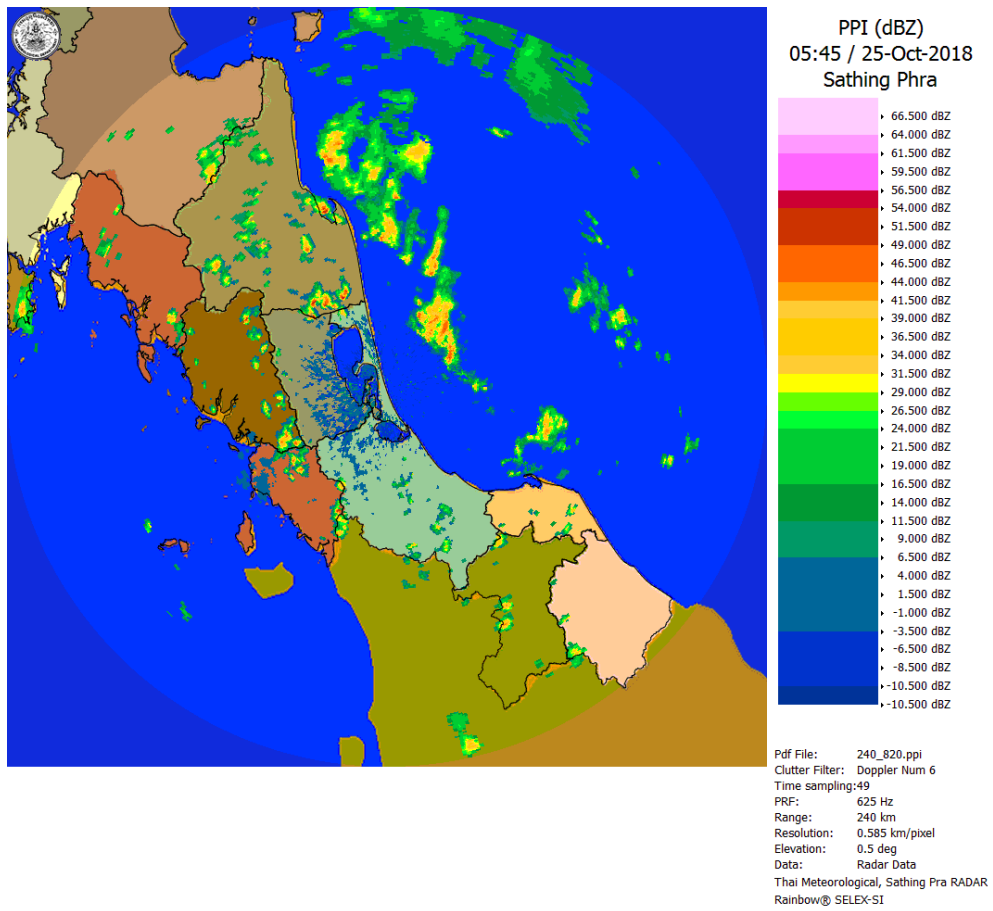 PPI (dBZ)
05:45 / 25-Oct-2018
Sathing Phra
66.500 dBZ
64.000 dBZ
61.500 dBZ
59.500 dBZ
56.500 dBZ
54.000 dBZ
51.500 dBZ
49.000 dBZ
46.500 dBZ
44.000 dBZ
41.500 dBZ
39.000 dBZ
36.500 dBZ
34.000 dBZ
31.500 dBZ
29.000 dBZ
26.500 dBZ
24.000 dBZ
21.500 dBZ
19.000 dBZ
16.500 dBZ
14.000 dBZ
11.500 dBZ
9.000 dBZ
6.500 dBZ
4.000 dBZ
1.500 dBZ
-1.000 dBZ
-3.500 dBZ
-6.500 dBZ
-8.500 dBZ
-10.500 dBZ
-10.500 dBZ
Pdf File: 240_820.ppi
Clutter Filter: Doppler Num 6
Time sampling:49
PRF: 625 Hz
Range: 240 km
Resolution: 0.585 km/pixel
Elevation: 0.5 deg
Data: Radar Data
Thai Meteorological, Sathing Pra RADAR
Rainbow® SELEX-SI